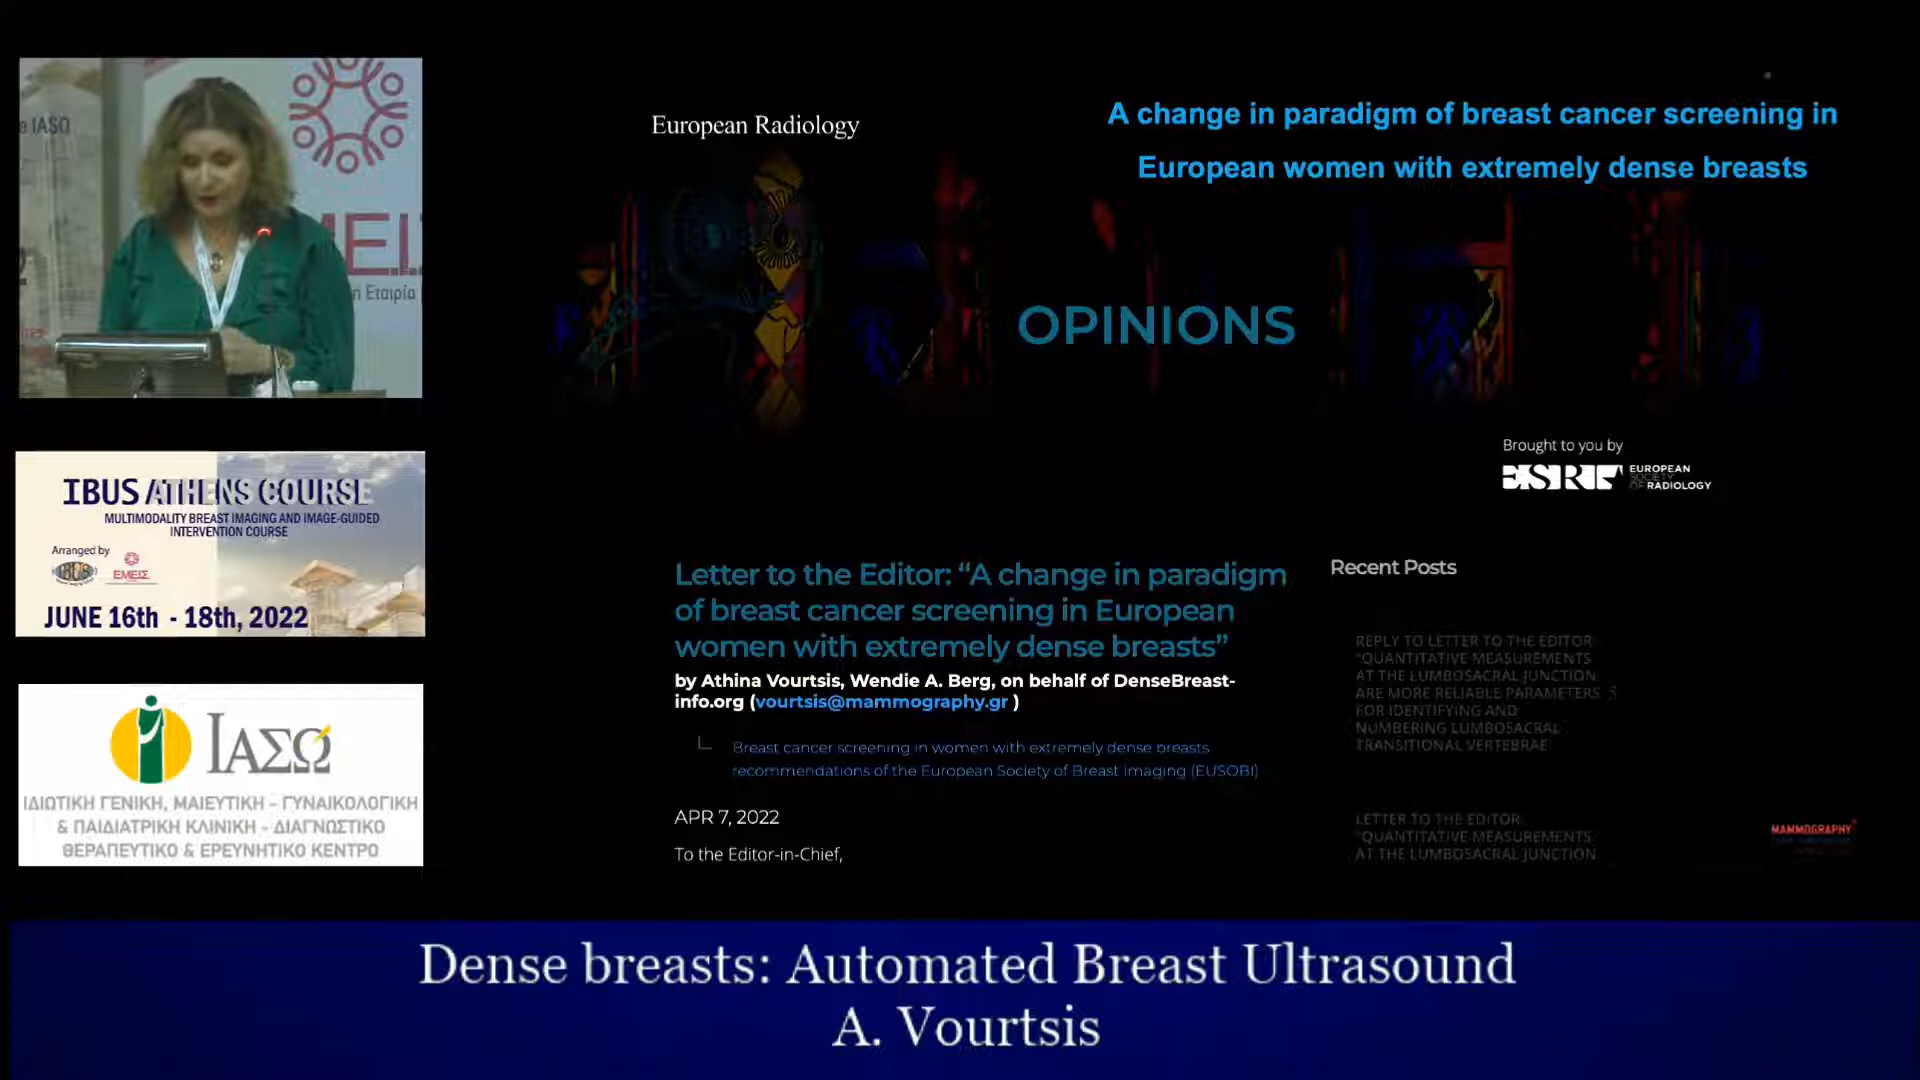 e IASO
ΜΕΙΣ
η Εταιρία
IBUS ATHENS COURSE
MULTIMODALITY BREAST IMAGING AND IMAGE-GUIDED
INTERVENTION COURSE
Arranged by
IBUS
ΕΜΕΙΣ
JUNE 16th - 18th, 2022
ΙΑΣΩ
ΙΔΙΩΤΙΚΗ ΓΕΝΙΚΗ, ΜΑΙΕΥΤΙΚΗ - ΓΥΝΑΙΚΟΛΟΓΙΚΗ
& ΠΑΙΔΙΑΤΡΙΚΗ ΚΛΙΝΙΚΗ - ΔΙΑΓΝΩΣΤΙΚΟ
ΘΕΡΑΠΕΥΤΙΚΟ & ΕΡΕΥΝΗΤΙΚΟ ΚΕΝΤΡΟ
European Radiology
A change in paradigm of breast cancer screening in
European women with extremely dense breasts
OPINIONS
Brought to you by
ESR
EUROPEAN
SOCIETY
OF RADIOLOGY
Letter to the Editor: “A change in paradigm
of breast cancer screening in European
women with extremely dense breasts”
by Athina Vourtsis, Wendie A. Berg, on behalf of DenseBreast-
info.org (vourtsis@mammography.gr )
Breast cancer screening in women with extremely dense breasts
recommendations of the European Society of Breast Imaging (EUSOBI)
APR 7, 2022
To the Editor-in-Chief,
Recent Posts
REPLY TO LETTER TO THE EDITOR:
“QUANTITATIVE MEASUREMENTS
AT THE LUMBOSACRAL JUNCTION
ARE MORE RELIABLE PARAMETERS
FOR IDENTIFYING AND
NUMBERING LUMBOSACRAL
TRANSITIONAL VERTEBRAE
LETTER TO THE EDITOR:
“QUANTITATIVE MEASUREMENTS
AT THE LUMBOSACRAL JUNCTION
MAMMOGRAPHY
Dense breasts: Automated Breast Ultrasound
A. Vourtsis